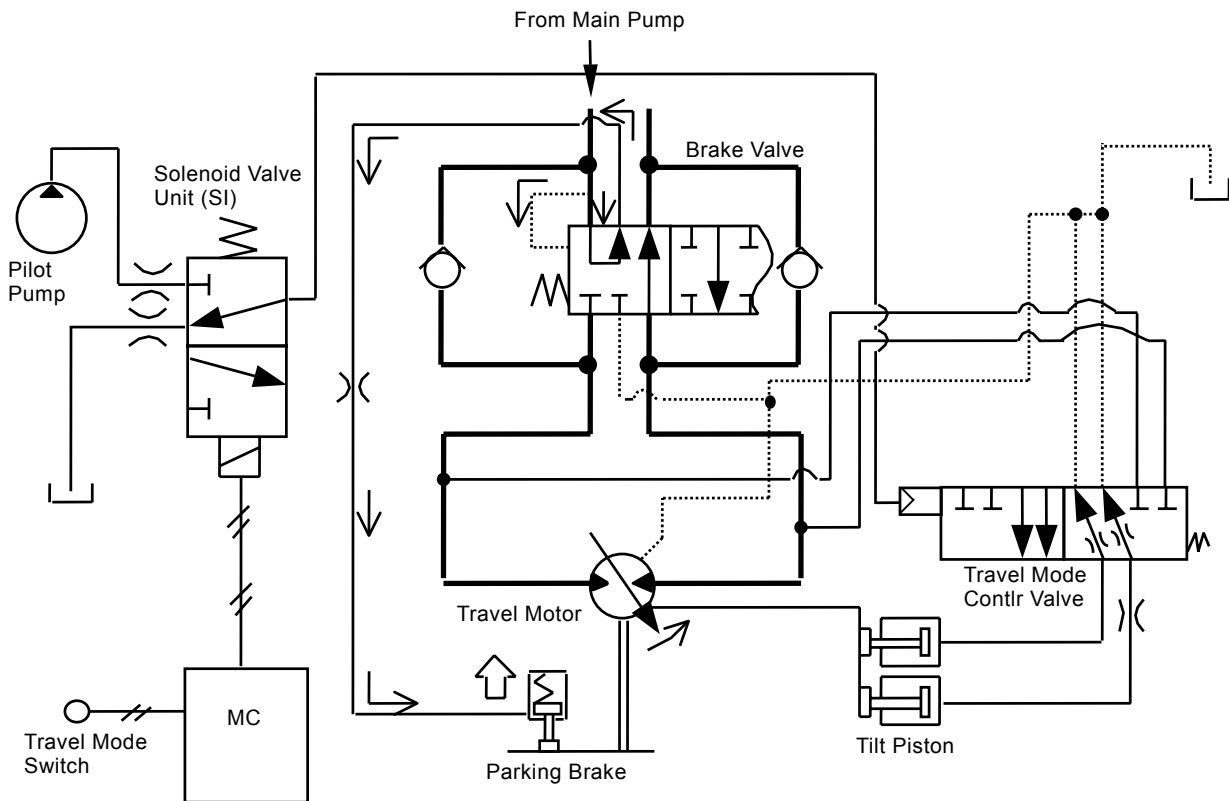 From Main Pump
Brake Valve
Solenoid Valve
Unit (SI)
Pilot
Pump
Travel Mode
Contlr Valve
Travel Motor
MC
Travel Mode
Switch
Parking Brake
Tilt Piston